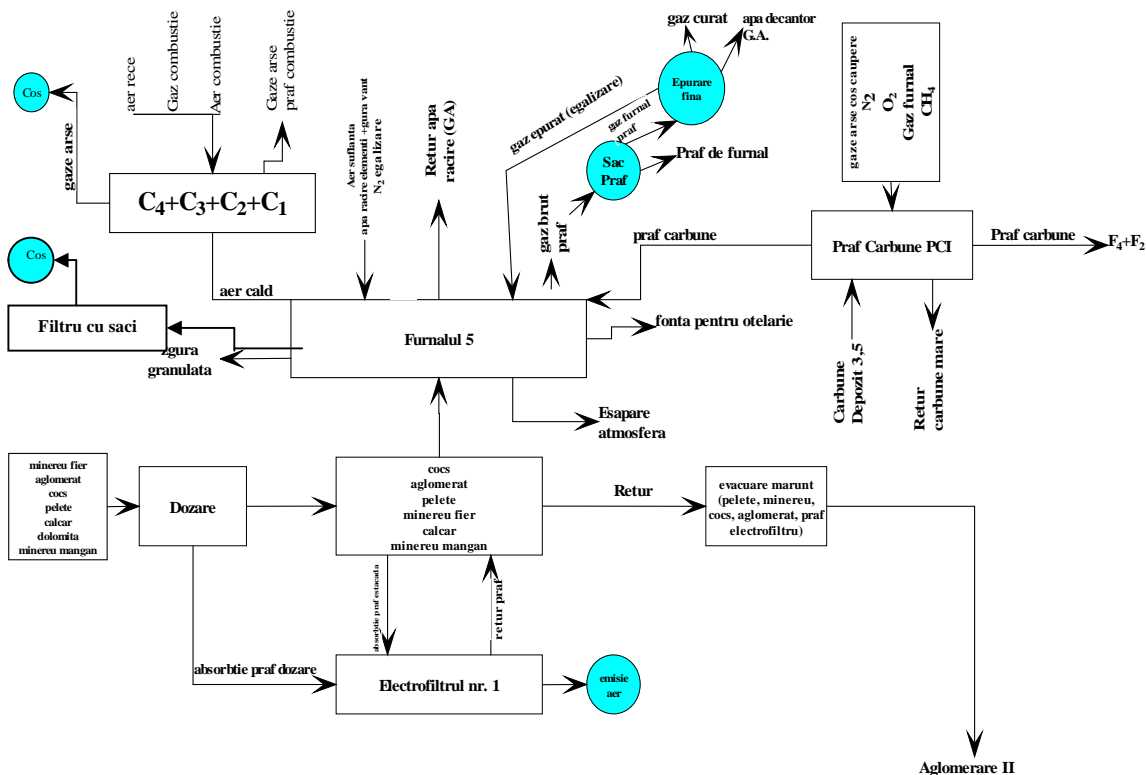 Cos
gaze arse
aer rece
Gaz combustie
Aer combustie
Gaze arse
praf combustie
C4+C3+C2+C1
Cos
Filtru cu saci
aer cald
Aer suflanta
apa racire elementi +gura vant
N2 egalizare
Retur apa
racire (GA)
gaz epurat (egalizare)
gaz brut
praf
gaz curat
apa decantor
G.A.
Epurare
fina
gaz furnal
praf
Sac
Praf
Praf de furnal
gaze arse cos caupere
N2
O2
Gaz furnal
CH4
praf carbune
Praf Carbune PCI
Praf carbune
F4+F2
Carbune
Depozit 3,5
Retur
carbune mare
Furnalul 5
fonta pentru otelarie
zgura
granulata
Esapare
atmosfera
minereu fier
aglomerat
cocs
pelete
calcar
dolomita
minereu mangan
Dozare
cocs
aglomerat
pelete
minereu fier
calcar
minereu mangan
Retur
evacuare marunt
(pelete, minereu,
cocs, aglomerat, praf
electrofiltru)
absorbtie praf estacada
retur praf
absorbtie praf dozare
Electrofiltrul nr. 1
emisie
aer
Aglomerare II